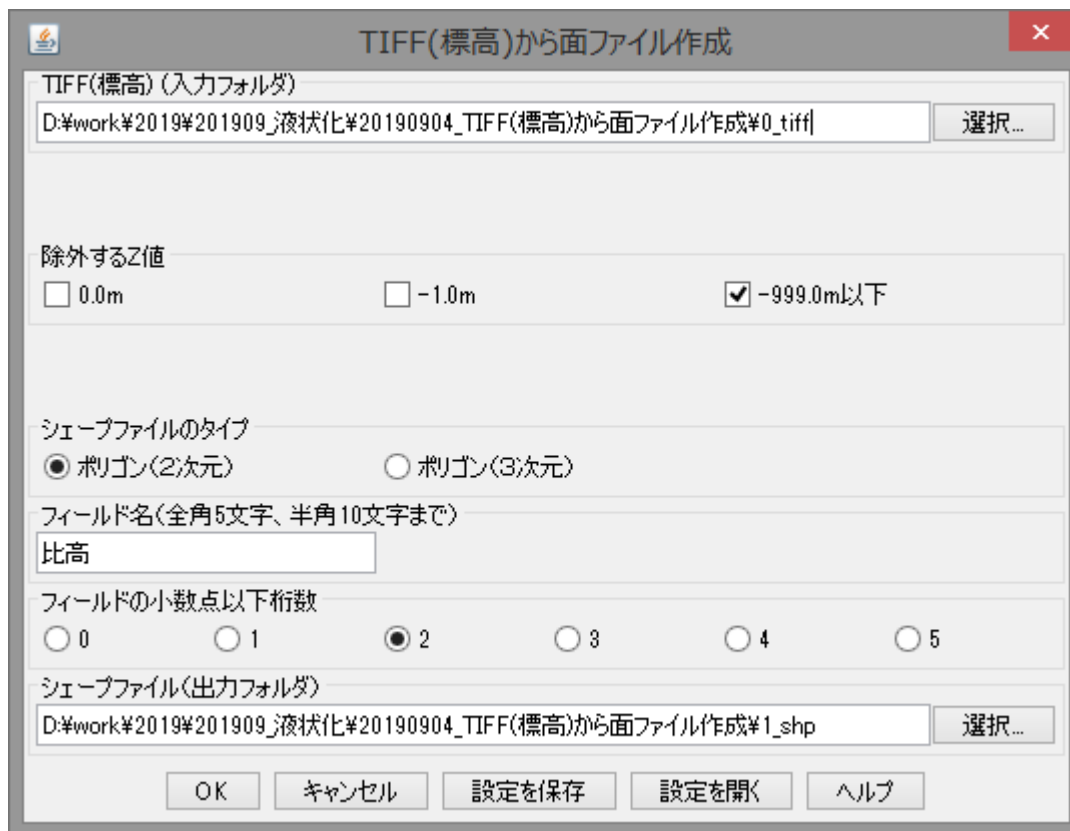 TIFF(標高)から面ファイル作成
×
TIFF(標高) (入力フォルダ)
D:¥work¥2019¥201909_液状化¥20190904_TIFF(標高)から面ファイル作成¥0_tiff 選択...
除外するZ値
0.0m -1.0m -999.0m以下
シェープファイルのタイプ
ポリゴン(2次元) ポリゴン(3次元)
フィールド名(全角5文字、半角10文字まで)
比高
フィールドの小数点以下桁数
0 1 2 3 4 5
シェープファイル(出力フォルダ)
D:¥work¥2019¥201909_液状化¥20190904_TIFF(標高)から面ファイル作成¥1_shp 選択...
OK キャンセル 設定を保存 設定を開く ヘルプ